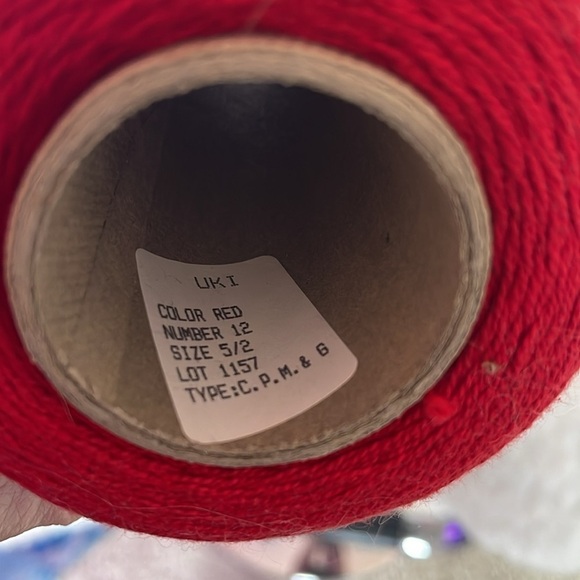 UKI
COLOR RED
NUMBER 12
SIZE 5/2
LOT 1157
TYPE:C.P.M.& G